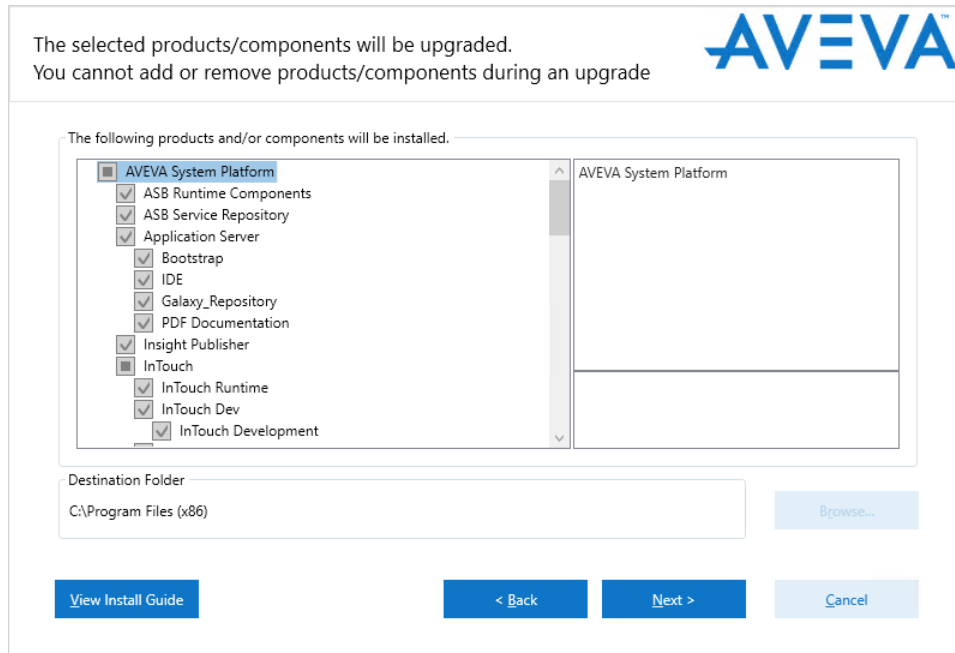 The selected products/components will be upgraded.
You cannot add or remove products/components during an upgrade
AVEVA™
The following products and/or components will be installed.
AVEVA System Platform
ASB Runtime Components
ASB Service Repository
Application Server
Bootstrap
IDE
Galaxy_Repository
PDF Documentation
Insight Publisher
InTouch
InTouch Runtime
InTouch Dev
InTouch Development
AVEVA System Platform
Destination Folder
C:\Program Files (x86)
Browse...
View Install Guide
< Back
Next >
Cancel